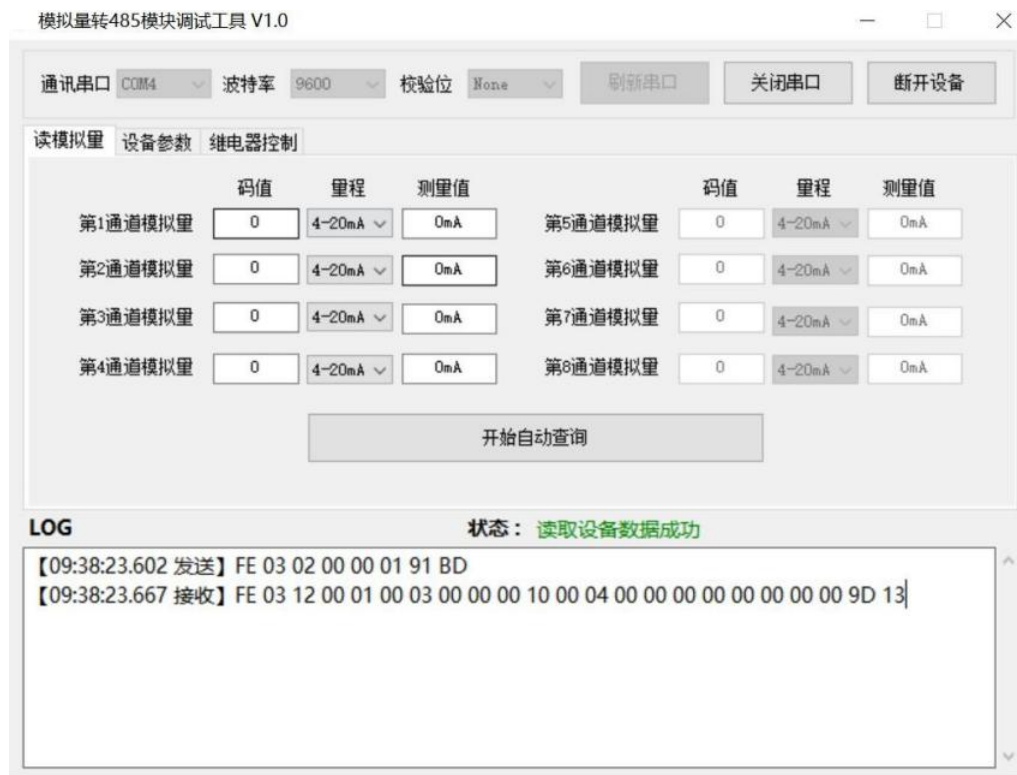 模拟量转485模块调试工具 V1.0
通讯串口 COM4 波特率 9600 校验位 None 刷新串口 关闭串口 断开设备
读模拟量 设备参数 继电器控制
码值 量程 测里值 码值 量程 测里值
第1通道模拟里 0 4-20mA 0mA 第5通道模拟里 0 4-20mA 0mA
第2通道模拟里 0 4-20mA 0mA 第6通道模拟里 0 4-20mA 0mA
第3通道模拟里 0 4-20mA 0mA 第7通道模拟里 0 4-20mA 0mA
第4通道模拟里 0 4-20mA 0mA 第8通道模拟里 0 4-20mA 0mA
开始自动查询
LOG 状态： 读取设备数据成功
【09:38:23.602 发送】FE 03 02 00 00 01 91 BD
【09:38:23.667 接收】FE 03 12 00 01 00 03 00 00 00 10 00 04 00 00 00 00 00 00 00 00 9D 13